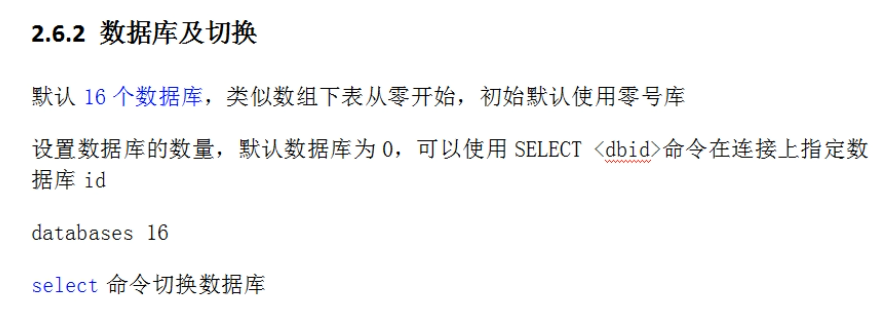 2.6.2 数据库及切换
默认 16 个数据库，类似数组下表从零开始，初始默认使用零号库
设置数据库的数量，默认数据库为 0，可以使用 SELECT <dbid>命令在连接上指定数
据库 id
databases 16
select 命令切换数据库